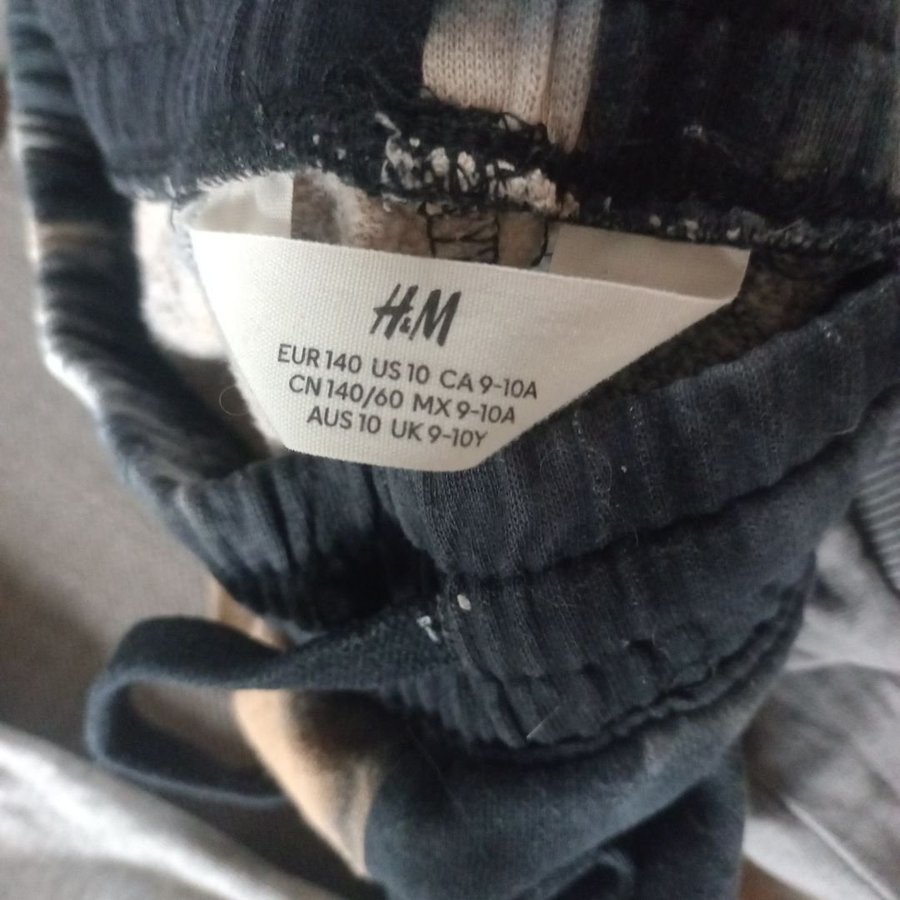 H&M
EUR 140 US 10 CA 9-10A
CN 140/60 MX 9-10A
AUS 10 UK 9-10Y